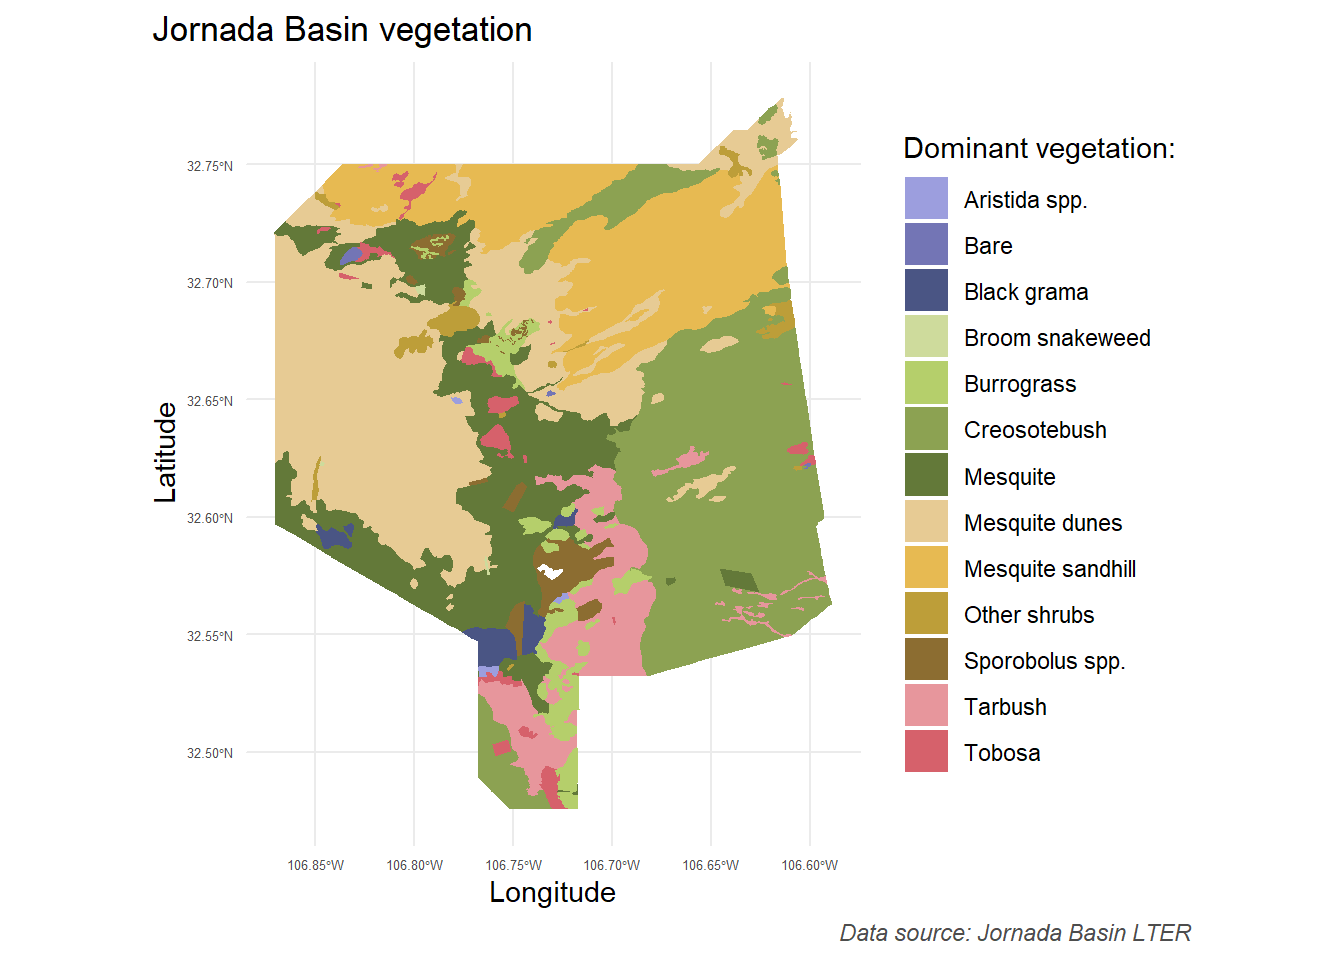 Jornada Basin vegetation
32.75°N
32.70°N
32.65°N
32.60°N
32.55°N
32.50°N
Latitude
106.85°W
106.80°W
106.75°W
106.70°W
106.65°W
106.60°W
Longitude
Dominant vegetation:
Aristida spp.
Bare
Black grama
Broom snakeweed
Burrograss
Creosotebush
Mesquite
Mesquite dunes
Mesquite sandhill
Other shrubs
Sporobolus spp.
Tarbush
Tobosa
Data source: Jornada Basin LTER